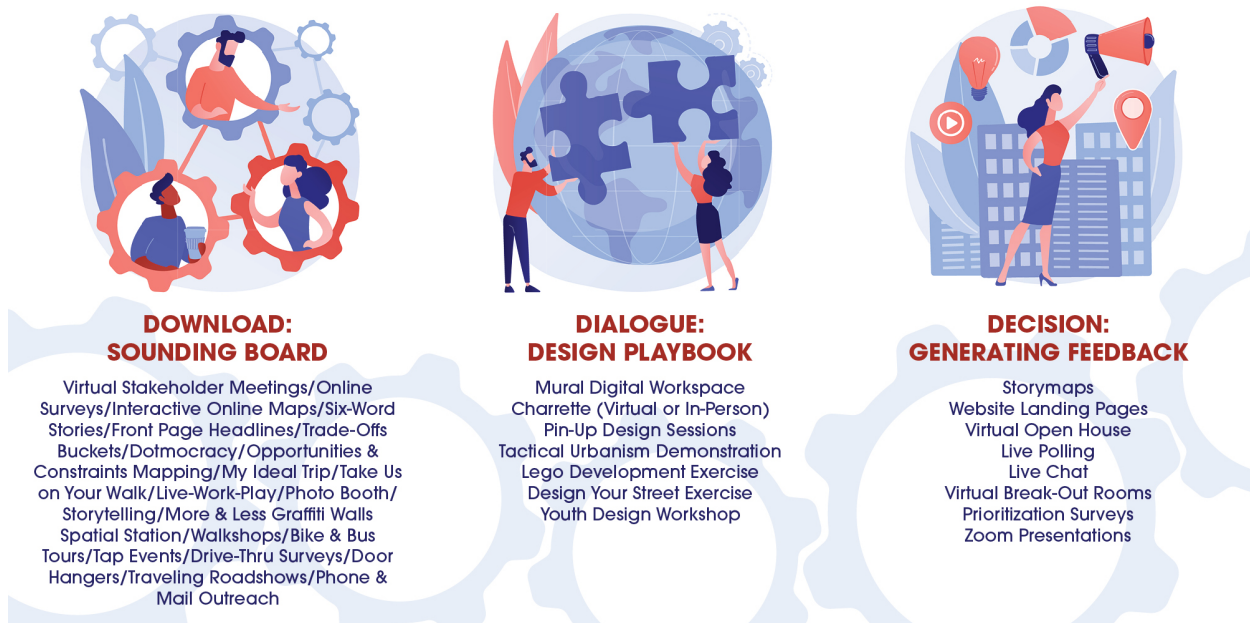 DOWNLOAD:
SOUNDING BOARD
Virtual Stakeholder Meetings/Online
Surveys/Interactive Online Maps/Six-Word
Stories/Front Page Headlines/Trade-Offs
Buckets/Dotmocracy/Opportunities &
Constraints Mapping/My Ideal Trip/Take Us
on Your Walk/Live-Work-Play/Photo Booth/
Storytelling/More & Less Graffiti Walls
Spatial Station/Walkshops/Bike & Bus
Tours/Tap Events/Drive-Thru Surveys/Door
Hangers/Traveling Roadshows/Phone &
Mail Outreach
DIALOGUE:
DESIGN PLAYBOOK
Mural Digital Workspace
Charrette (Virtual or In-Person)
Pin-Up Design Sessions
Tactical Urbanism Demonstration
Lego Development Exercise
Design Your Street Exercise
Youth Design Workshop
DECISION:
GENERATING FEEDBACK
Storymaps
Website Landing Pages
Virtual Open House
Live Polling
Live Chat
Virtual Break-Out Rooms
Prioritization Surveys
Zoom Presentations